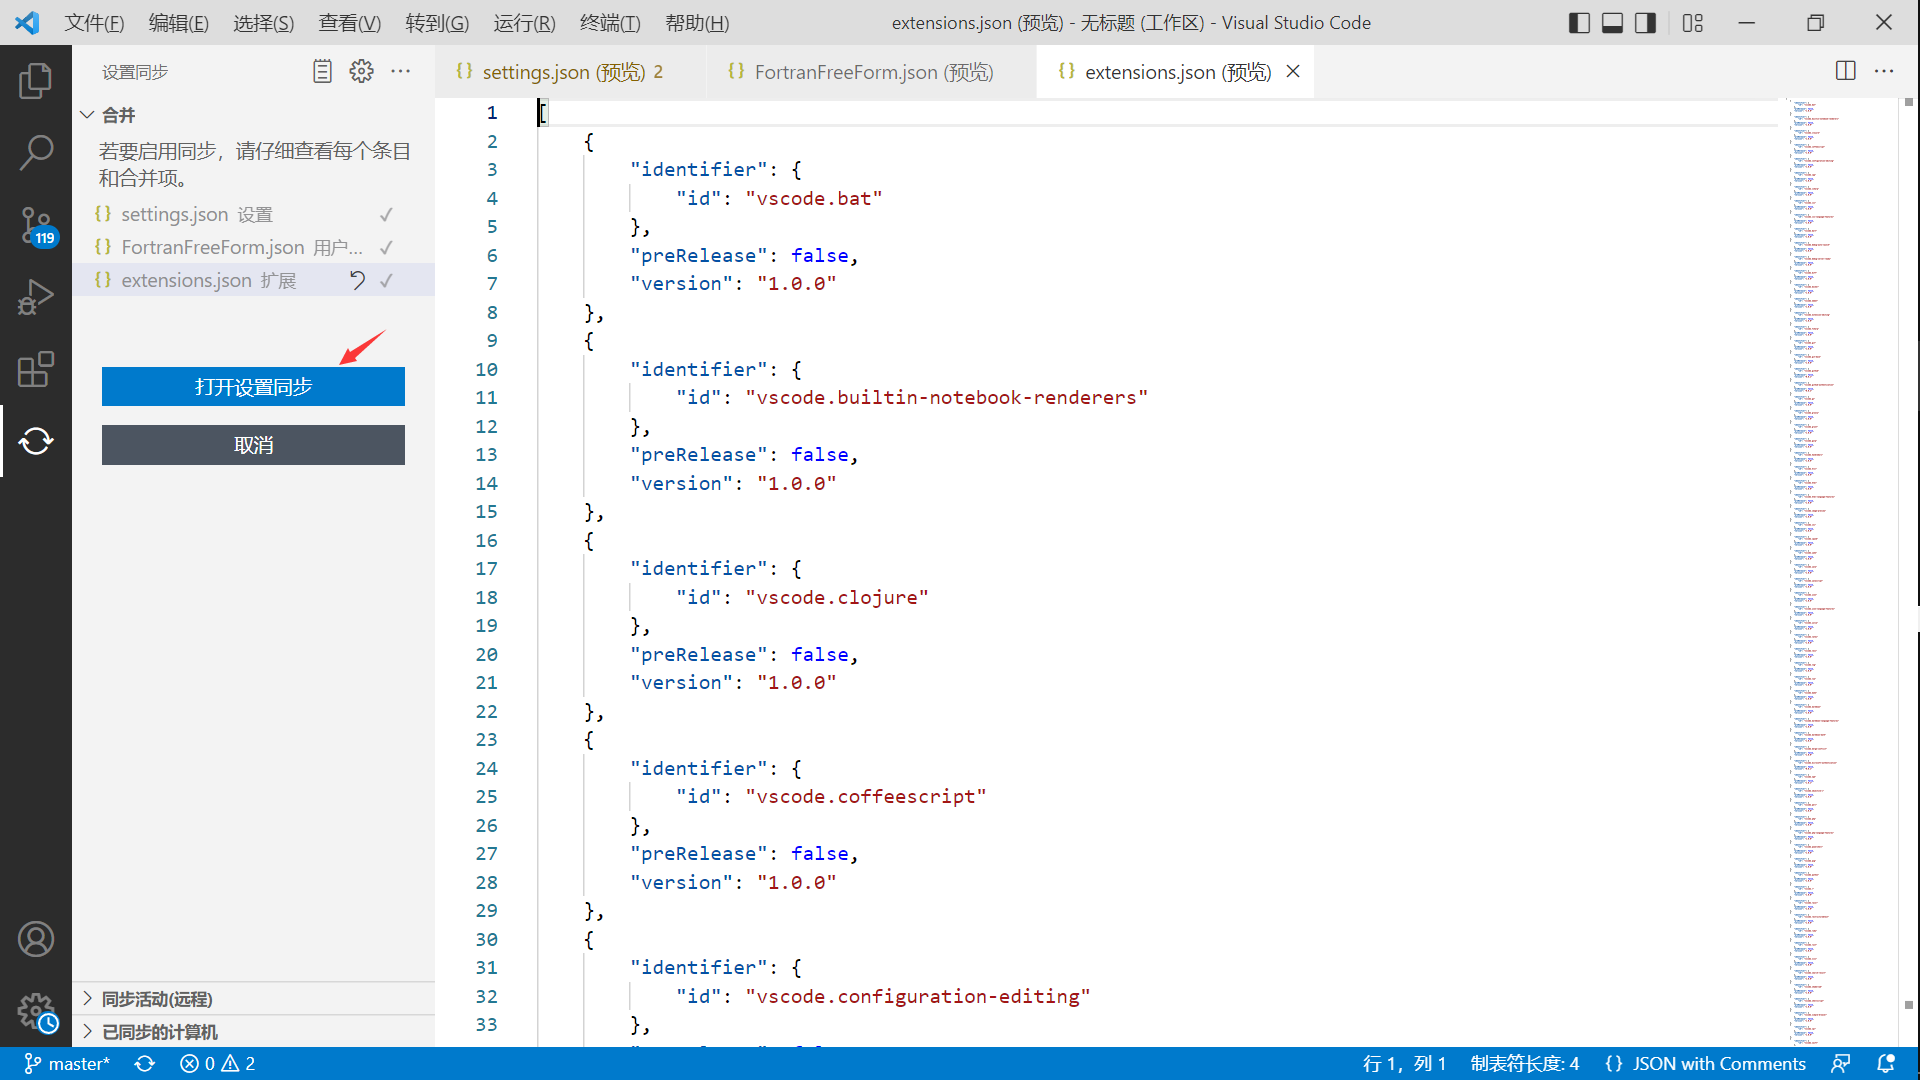 文件(F) 编辑(E) 选择(S) 查看(V) 转到(G) 运行(R) 终端(T) 帮助(H)
extensions.json (预览) - 无标题 (工作区) - Visual Studio Code
设置同步
合并
若要启用同步，请仔细查看每个条目
和合并项。
settings.json 设置
FortranFreeForm.json 用户...
extensions.json 扩展
打开设置同步
取消
同步活动(远程)
已同步的计算机
119
settings.json (预览) 2
FortranFreeForm.json (预览)
extensions.json (预览)
1 [
2 {
3 "identifier": {
4 "id": "vscode.bat"
5 },
6 "preRelease": false,
7 "version": "1.0.0"
8 },
9 {
10 "identifier": {
11 "id": "vscode.builtin-notebook-renderers"
12 },
13 "preRelease": false,
14 "version": "1.0.0"
15 },
16 {
17 "identifier": {
18 "id": "vscode.clojure"
19 },
20 "preRelease": false,
21 "version": "1.0.0"
22 },
23 {
24 "identifier": {
25 "id": "vscode.coffeescript"
26 },
27 "preRelease": false,
28 "version": "1.0.0"
29 },
30 {
31 "identifier": {
32 "id": "vscode.configuration-editing"
33 },
master* 0 2
行 1，列 1 制表符长度: 4 {} JSON with Comments